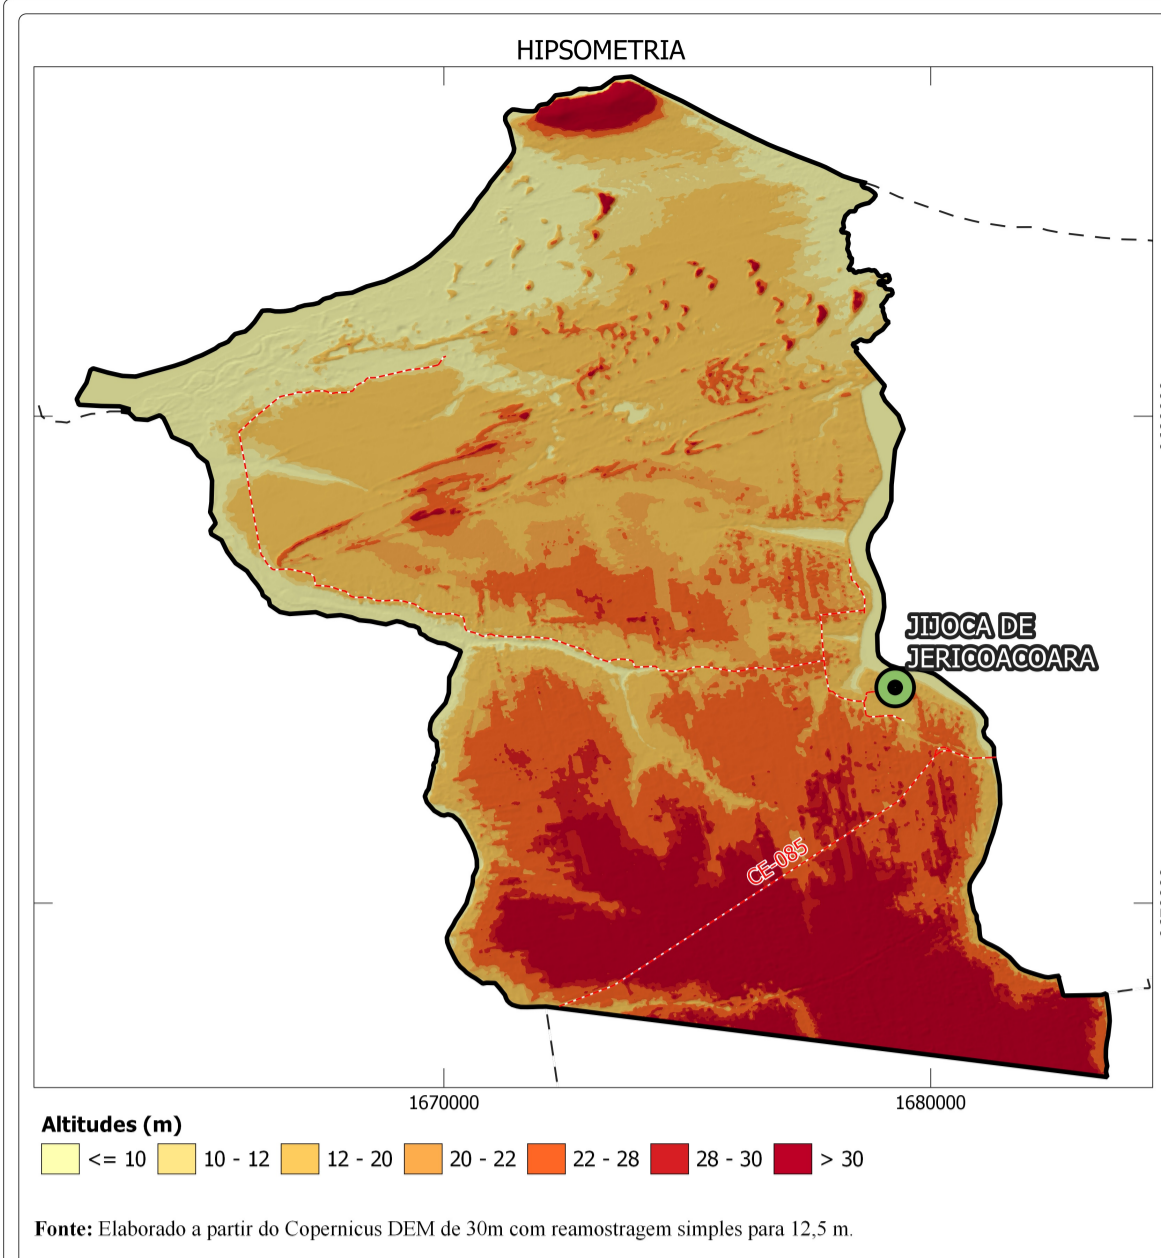 HIPSOMETRIA
JIJOCA DE
JERICOACOARA
CE-085
1670000
1680000
Altitudes (m)
<= 10
10 - 12
12 - 20
20 - 22
22 - 28
28 - 30
> 30
Fonte: Elaborado a partir do Copernicus DEM de 30m com reamostragem simples para 12,5 m.